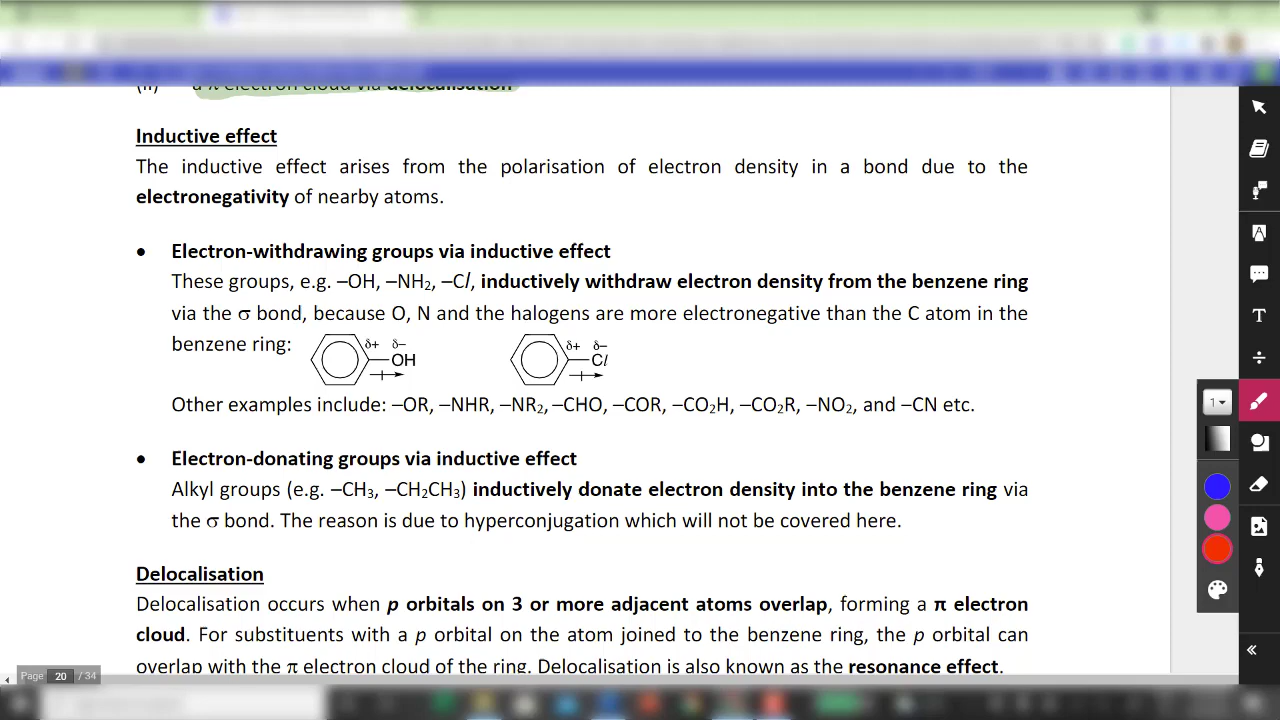 (ii) a π electron cloud via delocalisation
Inductive effect
The inductive effect arises from the polarisation of electron density in a bond due to the
electronegativity of nearby atoms.
• Electron-withdrawing groups via inductive effect
These groups, e.g. –OH, –NH₂, –Cl, inductively withdraw electron density from the benzene ring
via the σ bond, because O, N and the halogens are more electronegative than the C atom in the
benzene ring:
δ+ δ–
OH
δ+ δ–
Cl
Other examples include: –OR, –NHR, –NR₂, –CHO, –COR, –CO₂H, –CO₂R, –NO₂, and –CN etc.
• Electron-donating groups via inductive effect
Alkyl groups (e.g. –CH₃, –CH₂CH₃) inductively donate electron density into the benzene ring via
the σ bond. The reason is due to hyperconjugation which will not be covered here.
Delocalisation
Delocalisation occurs when p orbitals on 3 or more adjacent atoms overlap, forming a π electron
cloud. For substituents with a p orbital on the atom joined to the benzene ring, the p orbital can
overlap with the π electron cloud of the ring. Delocalisation is also known as the resonance effect.
Page 20 / 34
1